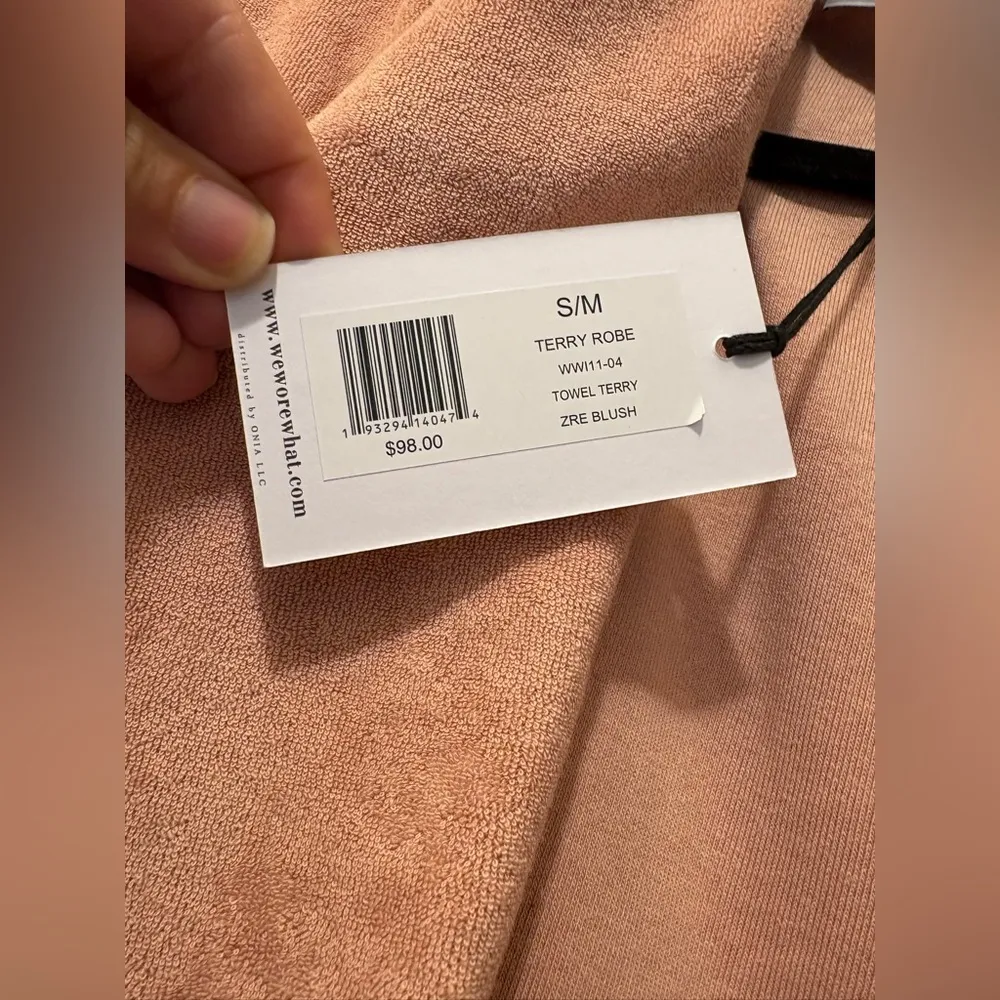 www.weworewhat.com
distributed by ONIA LLC
S/M
TERRY ROBE
WWI11-04
TOWEL TERRY
ZRE BLUSH
1 93294 14047 4
$98.00